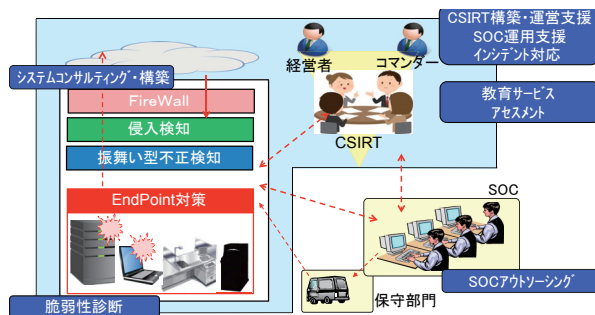 CSIRT構築・運営支援
SOC運用支援
インシデント対応
経営者
コマンダー
システムコンサルティング・構築
教育サービス
アセスメント
FireWall
侵入検知
振舞い型不正検知
CSIRT
EndPoint対策
SOC
SOCアウトソーシング
保守部門
脆弱性診断